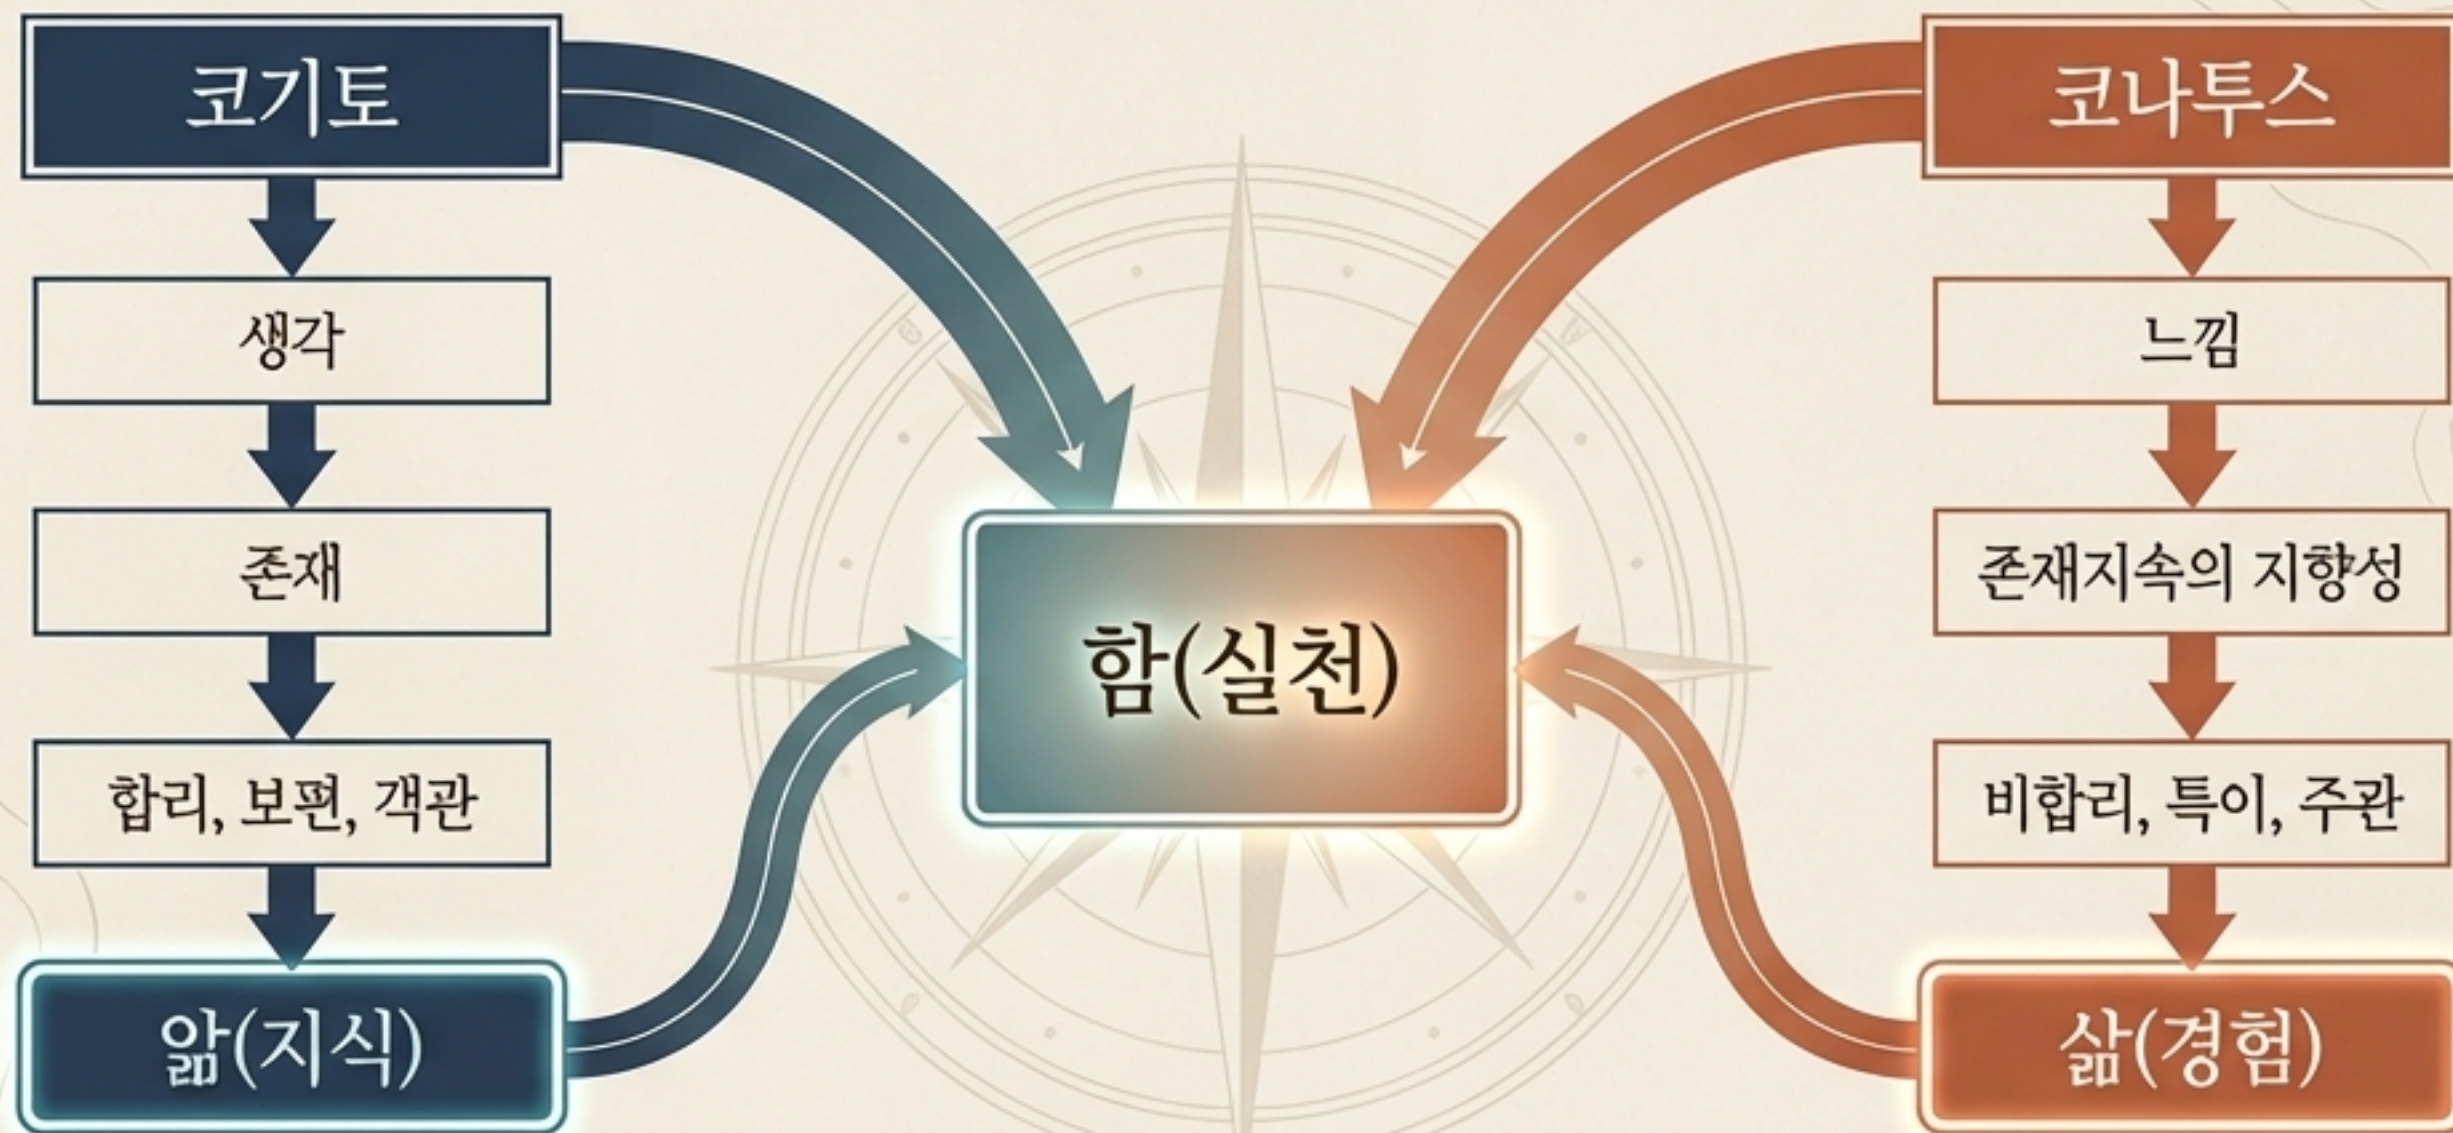 코기토
생각
존재
합리, 보편, 객관
앎(지식)
함(실천)
코나투스
느낌
존재지속의 지향성
비합리, 특이, 주관
삶(경험)